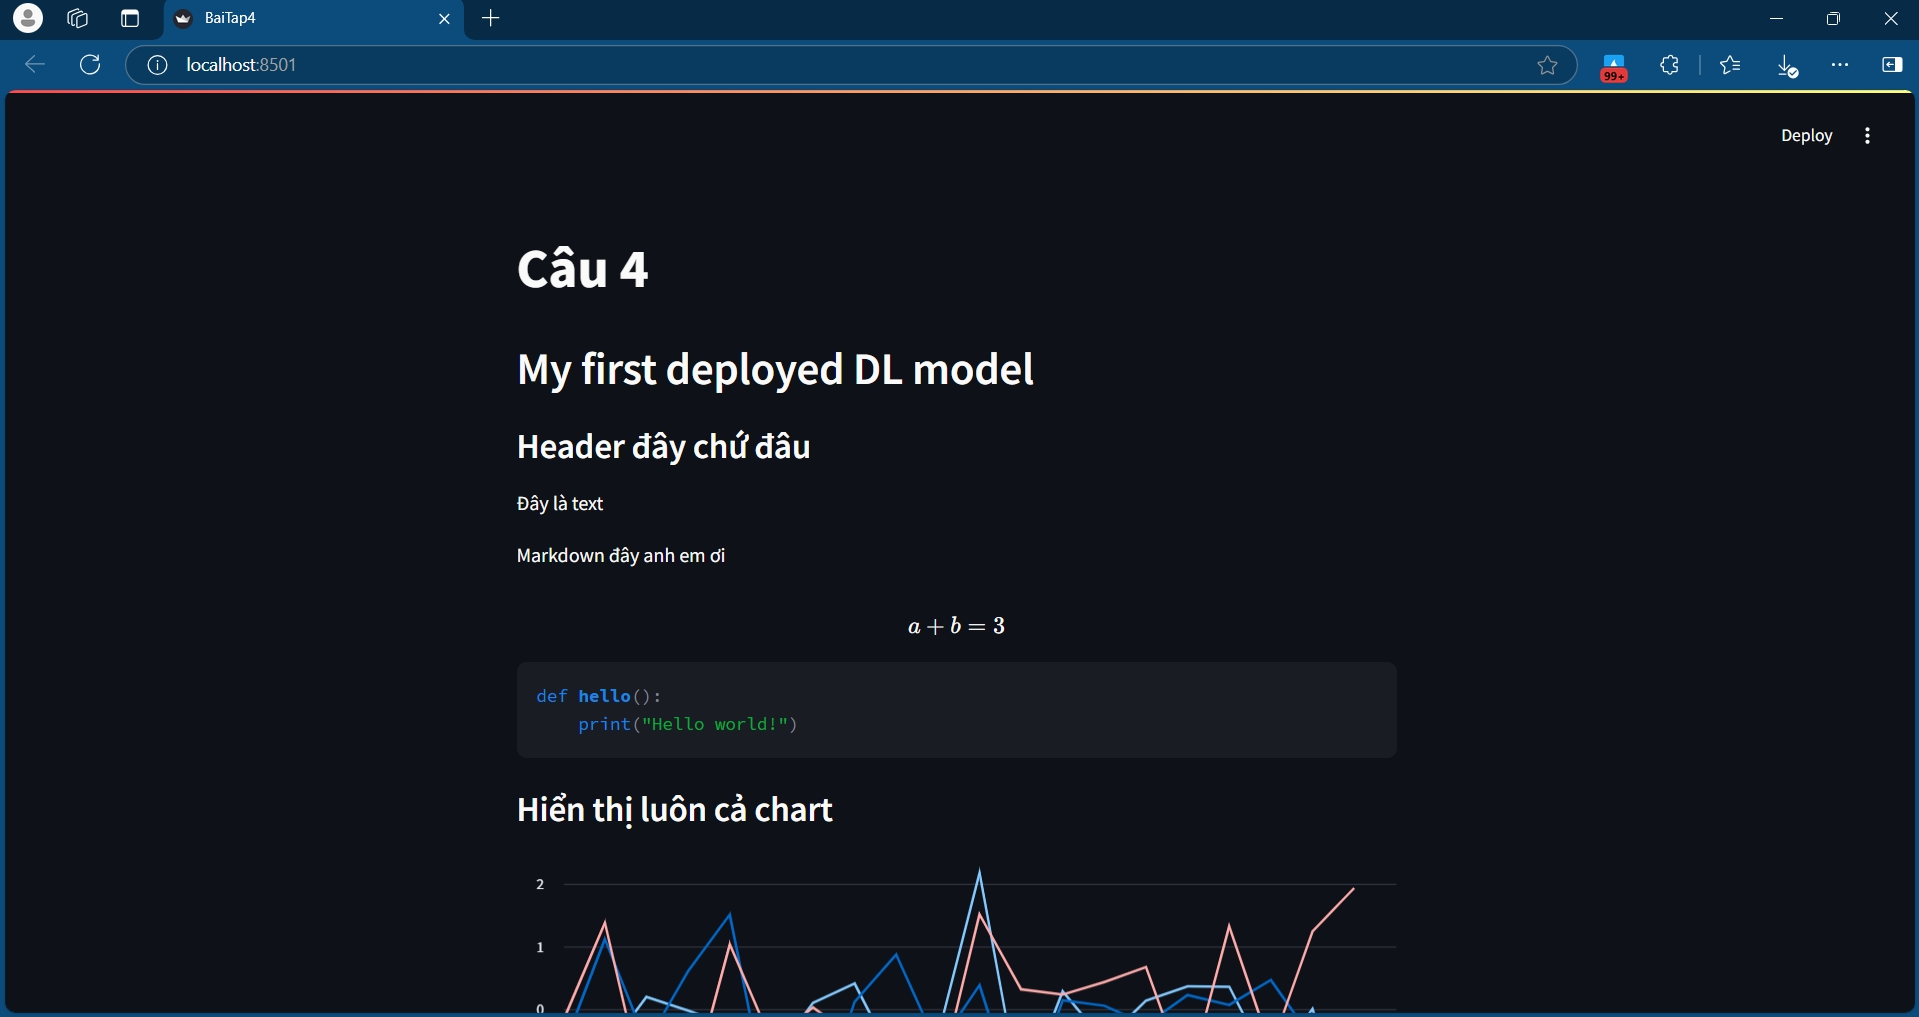 BaiTap4
localhost:8501
99+
Deploy
Câu 4
My first deployed DL model
Header đây chứ đâu
Đây là text
Markdown đây anh em ơi
a + b = 3
def hello():
    print("Hello world!")
Hiển thị luôn cả chart
2
1
0